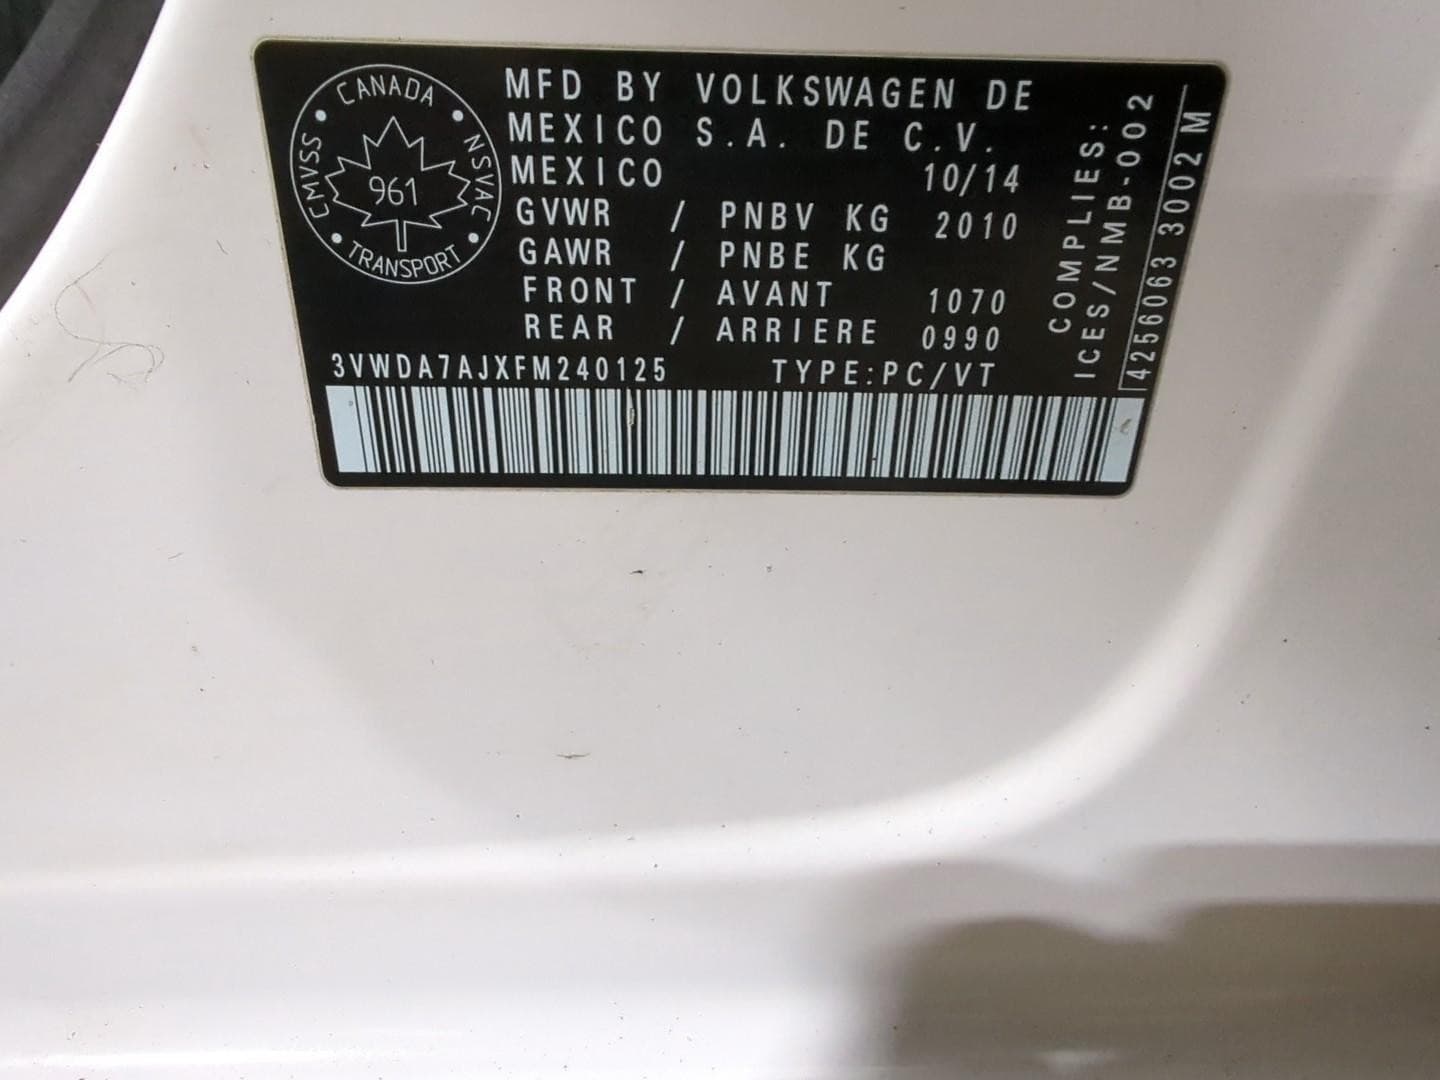 CANADA
CMVSS NSVAC
961
TRANSPORT
MFD BY VOLKSWAGEN DE
MEXICO S.A. DE C.V.
MEXICO 10/14
GVWR / PNBV KG 2010
GAWR / PNBE KG
FRONT / AVANT 1070
REAR / ARRIERE 0990
3VWDA7AJXFM240125 TYPE:PC/VT
COMPLIES:
ICES/NMB-002
4256063 3002 M